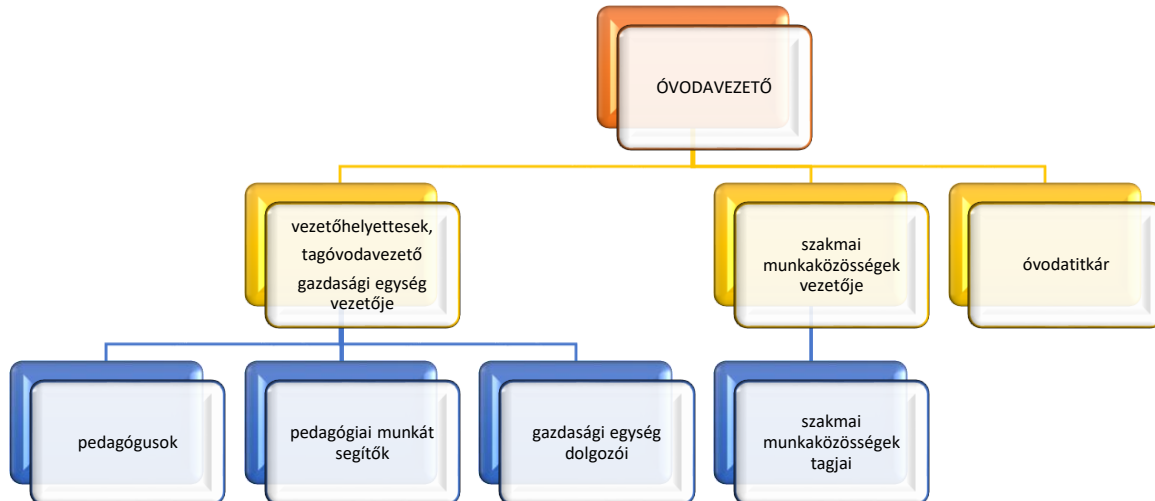 ÓVODAVEZETŐ
vezetőhelyettesek,
tagóvodavezető
gazdasági egység
vezetője
szakmai
munkaközösségek
vezetője
óvodatitkár
pedagógusok
pedagógiai munkát
segítők
gazdasági egység
dolgozói
szakmai
munkaközösségek
tagjai